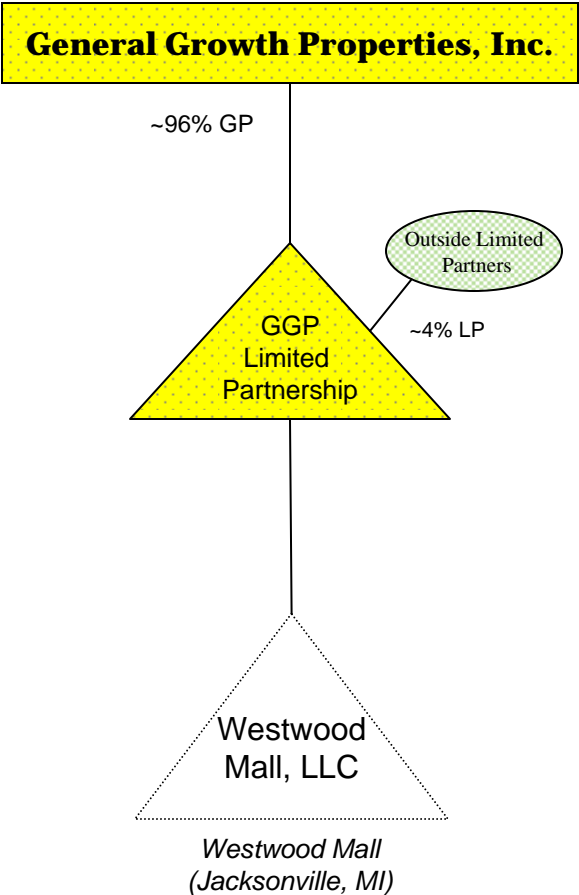 General Growth Properties, Inc.
~96% GP
Outside Limited
Partners
~4% LP
GGP
Limited
Partnership
Westwood
Mall, LLC
Westwood Mall
(Jacksonville, MI)